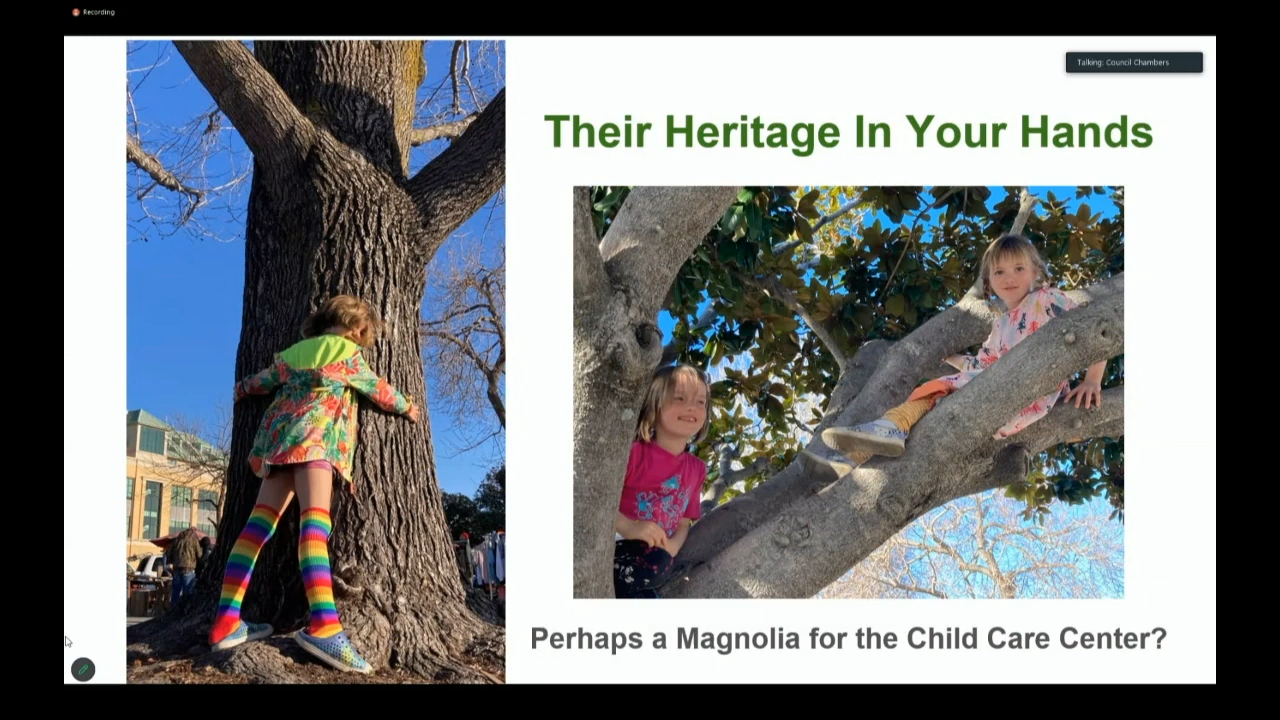 Recording
Talking: Council Chambers
Their Heritage In Your Hands
Perhaps a Magnolia for the Child Care Center?